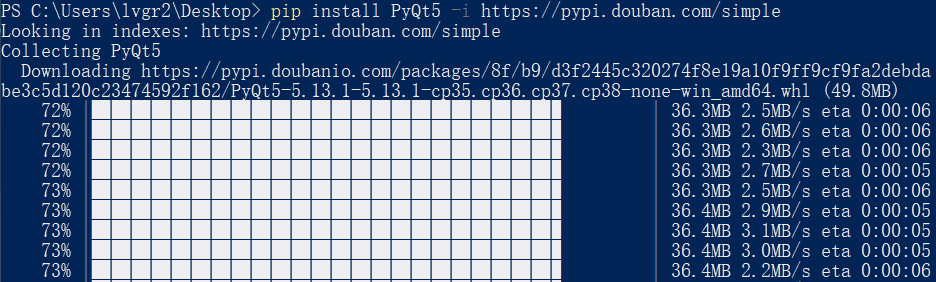 PS C:\Users\lvgr2\Desktop> pip install PyQt5 -i https://pypi.douban.com/simple
Looking in indexes: https://pypi.douban.com/simple
Collecting PyQt5
  Downloading https://pypi.doubanio.com/packages/8f/b9/d3f2445c320274f8e19a10f9ff9cf9fa2debda
be3c5d120c23474592f162/PyQt5-5.13.1-5.13.1-cp35.cp36.cp37.cp38-none-win_amd64.whl (49.8MB)
72% 36.3MB 2.5MB/s eta 0:00:06
72% 36.3MB 2.6MB/s eta 0:00:06
72% 36.3MB 2.3MB/s eta 0:00:06
72% 36.3MB 2.7MB/s eta 0:00:05
73% 36.3MB 2.5MB/s eta 0:00:06
73% 36.4MB 2.9MB/s eta 0:00:05
73% 36.4MB 3.1MB/s eta 0:00:05
73% 36.4MB 3.0MB/s eta 0:00:05
73% 36.4MB 2.2MB/s eta 0:00:06